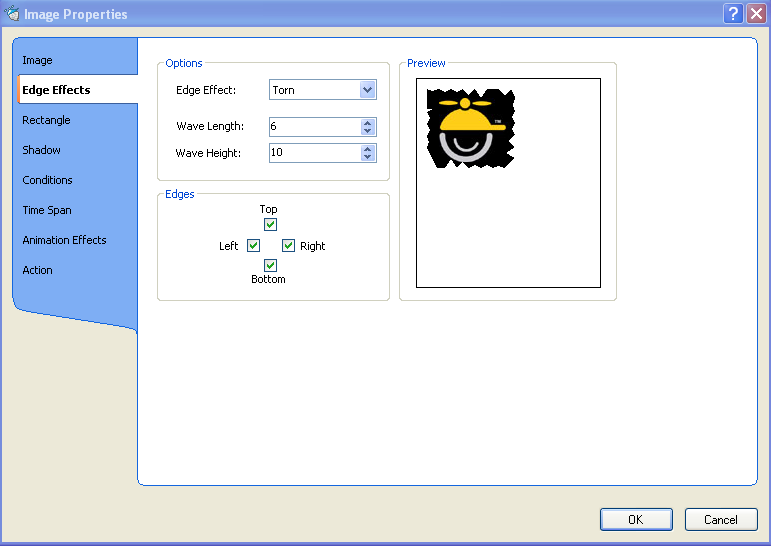 Image Properties
Image
Edge Effects
Rectangle
Shadow
Conditions
Time Span
Animation Effects
Action
Options
Edge Effect: Torn
Wave Length: 6
Wave Height: 10
Edges
Top
Left Right
Bottom
Preview
TM
OK Cancel